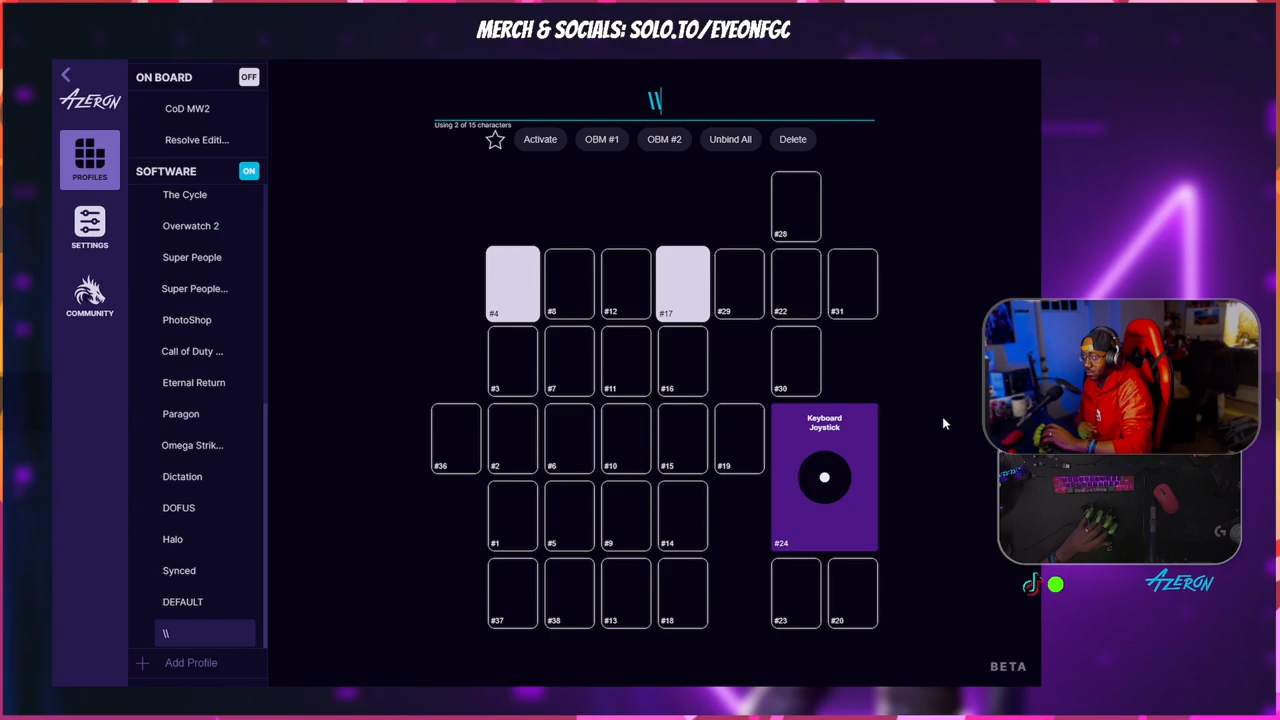 MERCH & SOCIALS: SOLO.TO/EYEONFGC
AZERON
PROFILES
SETTINGS
COMMUNITY
ON BOARD
OFF
CoD MW2
Resolve Editi...
SOFTWARE
ON
The Cycle
Overwatch 2
Super People
Super People...
PhotoShop
Call of Duty ...
Eternal Return
Paragon
Omega Strik...
Dictation
DOFUS
Halo
Synced
DEFAULT
\\
Add Profile
\\
Using 2 of 15 characters
Activate
OBM #1
OBM #2
Unbind All
Delete
#28
#4
#8
#12
#17
#29
#22
#31
#3
#7
#11
#16
#30
#36
#2
#6
#10
#15
#19
Keyboard
Joystick
#24
#1
#5
#9
#14
#37
#38
#13
#18
#23
#20
BETA
AZERON